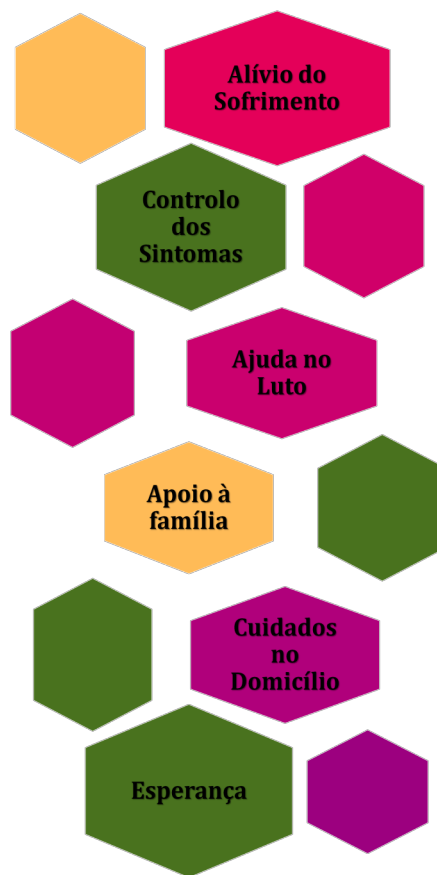 Alívio do
Sofrimento
Controlo
dos
Sintomas
Ajuda no
Luto
Apoio à
família
Cuidados
no
Domicílio
Esperança